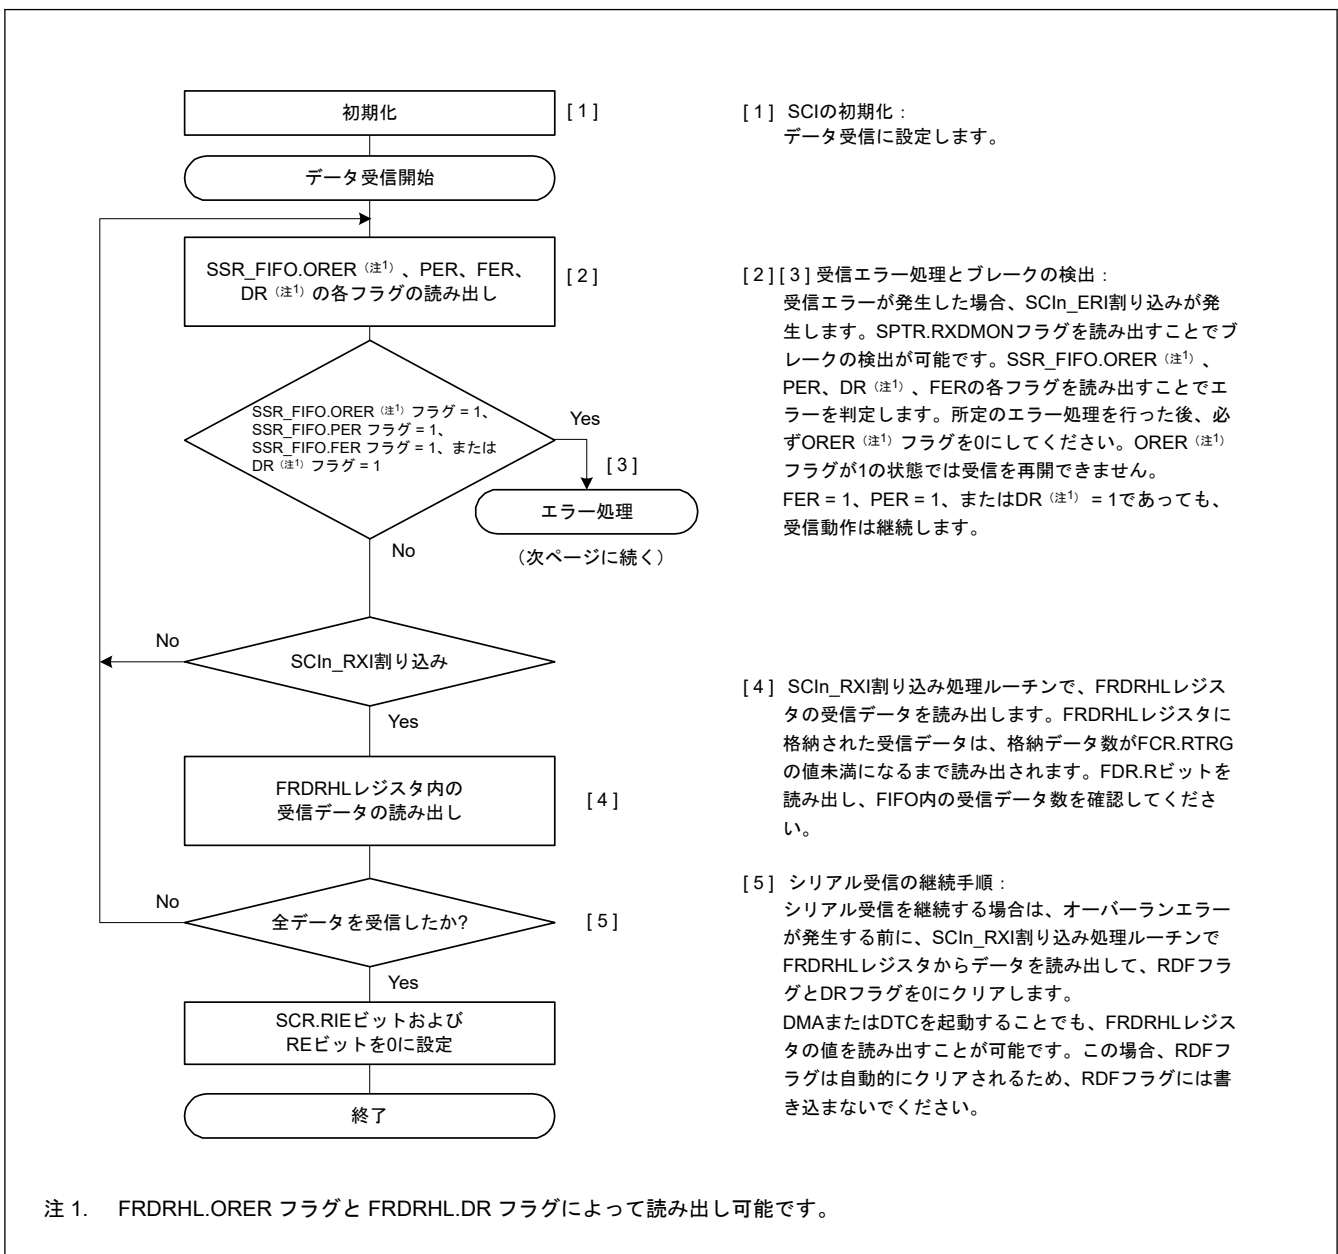 初期化
[ 1 ]
データ受信開始
SSR_FIFO.ORER（注1）、PER、FER、
DR（注1）の各フラグの読み出し
[ 2 ]
SSR_FIFO.ORER（注1）フラグ = 1、
SSR_FIFO.PER フラグ = 1、
SSR_FIFO.FER フラグ = 1、または
DR（注1）フラグ = 1
Yes
[ 3 ]
エラー処理
（次ページに続く）
No
No
SCIn_RXI割り込み
Yes
FRDRHLレジスタ内の
受信データの読み出し
[ 4 ]
No
全データを受信したか?
[ 5 ]
Yes
SCR.RIEビットおよび
REビットを0に設定
終了
[ 1 ] SCIの初期化：
データ受信に設定します。
[ 2 ] [ 3 ] 受信エラー処理とブレークの検出：
受信エラーが発生した場合、SCIn_ERI割り込みが発
生します。SPTR.RXDMONフラグを読み出すことでブ
レークの検出が可能です。SSR_FIFO.ORER（注1）、
PER、DR（注1）、FERの各フラグを読み出すことでエ
ラーを判定します。所定のエラー処理を行った後、必
ずORER（注1）フラグを0にしてください。ORER（注1）
フラグが1の状態では受信を再開できません。
FER = 1、PER = 1、またはDR（注1） = 1であっても、
受信動作は継続します。
[ 4 ] SCIn_RXI割り込み処理ルーチンで、FRDRHLレジス
タの受信データを読み出します。FRDRHLレジスタに
格納された受信データは、格納データ数がFCR.RTRG
の値未満になるまで読み出されます。FDR.Rビットを
読み出し、FIFO内の受信データ数を確認してくださ
い。
[ 5 ] シリアル受信の継続手順：
シリアル受信を継続する場合は、オーバーランエラー
が発生する前に、SCIn_RXI割り込み処理ルーチンで
FRDRHLレジスタからデータを読み出して、RDFフラ
グとDRフラグを0にクリアします。
DMAまたはDTCを起動することでも、FRDRHLレジス
タの値を読み出すことが可能です。この場合、RDFフ
ラグは自動的にクリアされるため、RDFフラグには書
き込まないでください。
注 1. FRDRHL.ORER フラグと FRDRHL.DR フラグによって読み出し可能です。